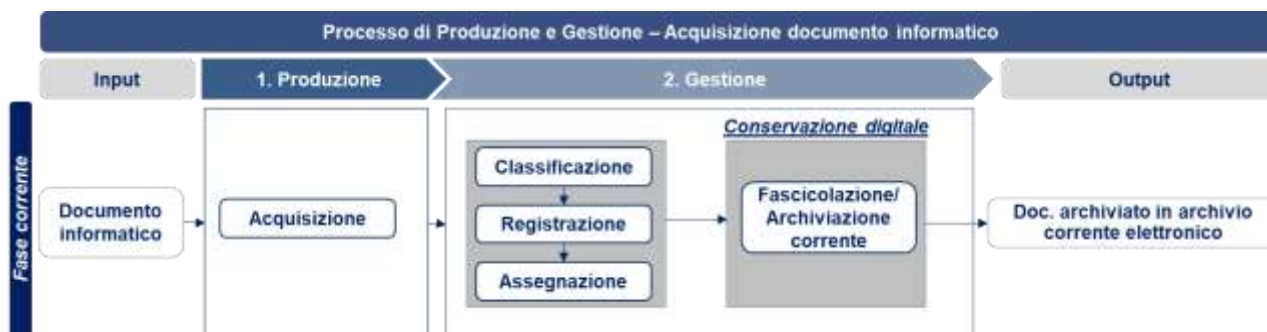 Processo di Produzione e Gestione – Acquisizione documento informatico
Input
1. Produzione
2. Gestione
Output
Fase corrente
Documento
informatico
Acquisizione
Classificazione
Registrazione
Assegnazione
Conservazione digitale
Fascicolazione/
Archiviazione
corrente
Doc. archiviato in archivio
corrente elettronico